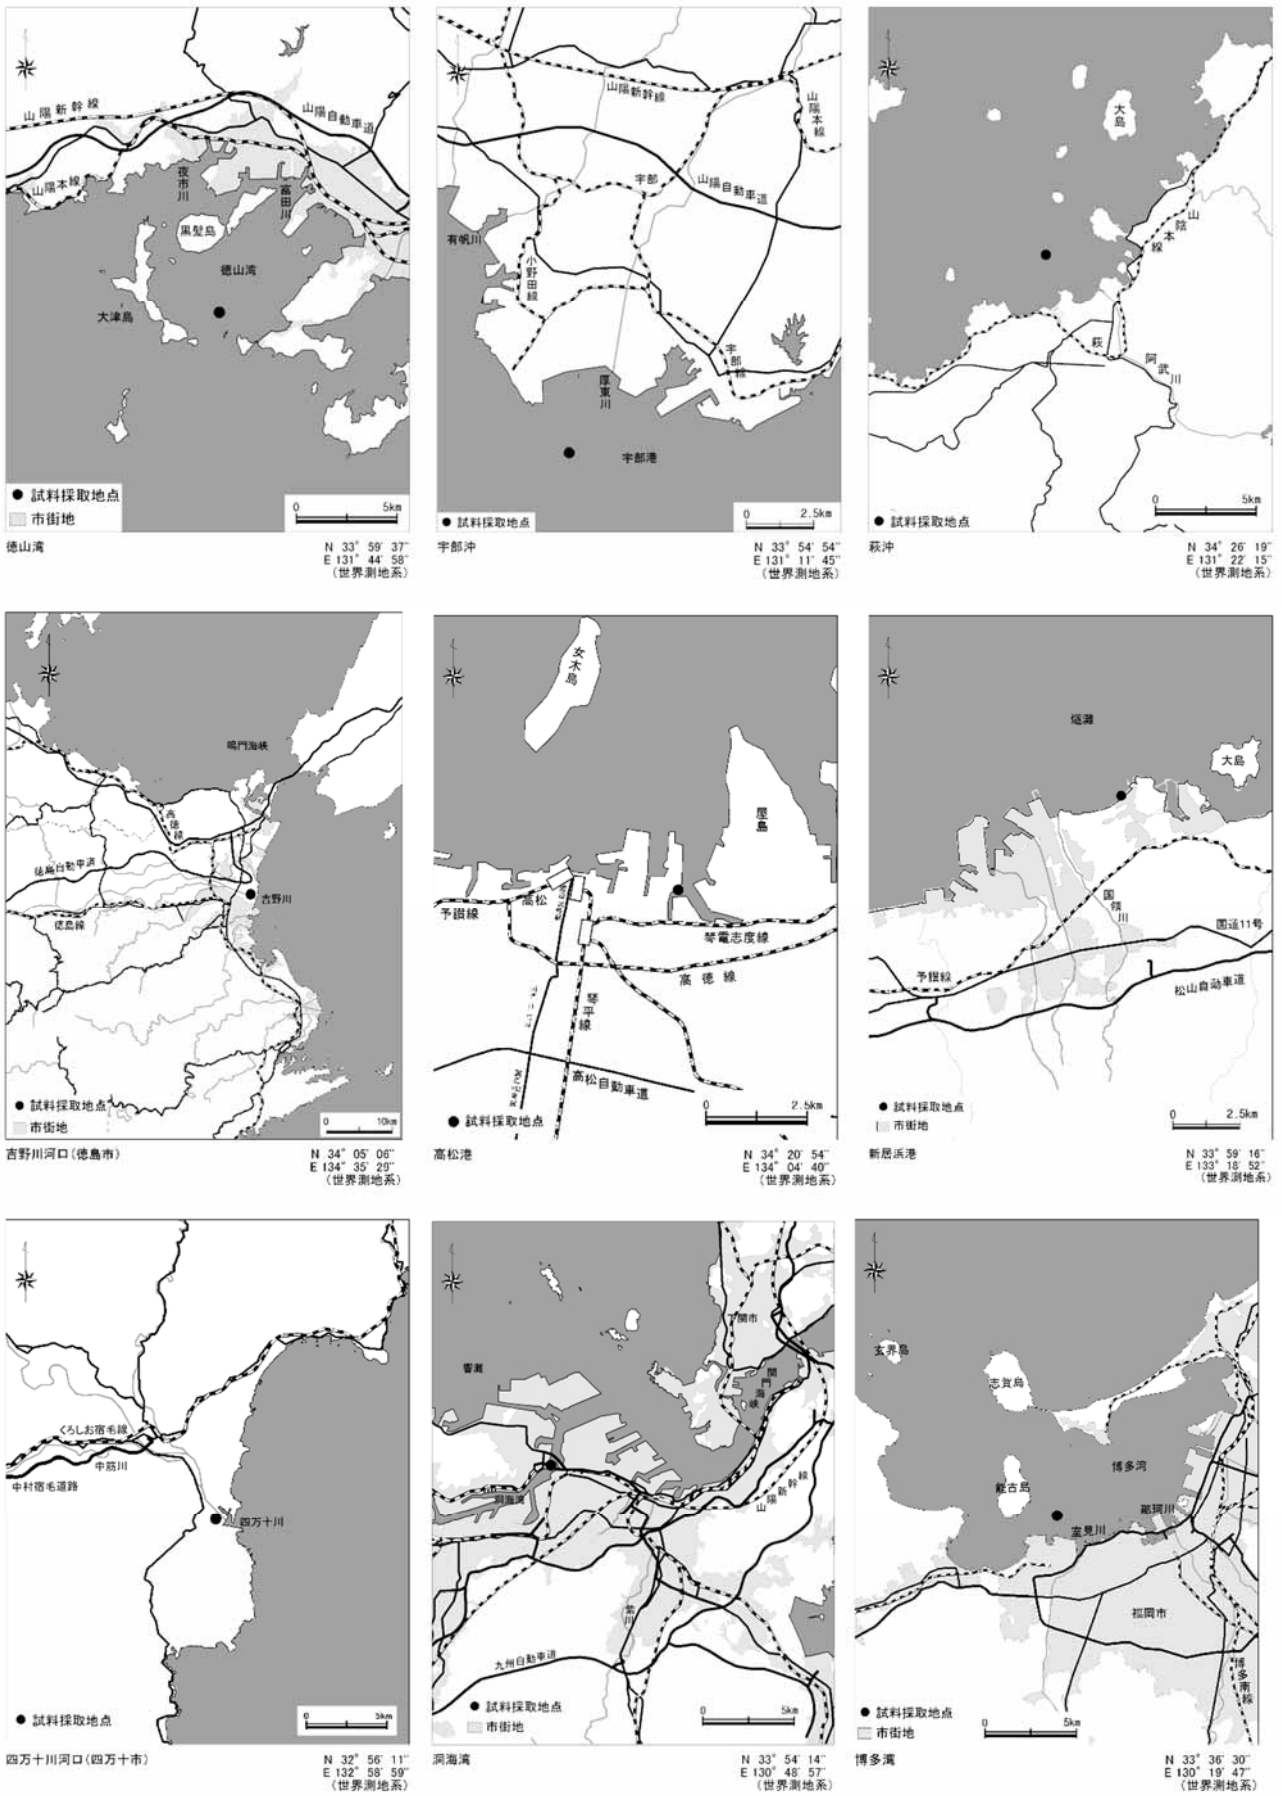 山陽新幹線
山陽自動車道
山陽本線
夜市川
富田川
黒髪島
徳山湾
大津島
試料採取地点
市街地
0 5km
徳山湾
N 33° 59′ 37″
E 131° 44′ 58″
(世界測地系)
山陽新幹線
山陽本線
宇部
山陽自動車道
有帆川
小野田線
宇部線
厚東川
宇部港
試料採取地点
0 2.5km
宇部沖
N 33° 54′ 54″
E 131° 11′ 45″
(世界測地系)
大島
山陰本線
萩
阿武川
試料採取地点
0 5km
萩沖
N 34° 26′ 19″
E 131° 22′ 15″
(世界測地系)
鳴門海峡
高徳線
徳島自動車道
吉野川
徳島線
試料採取地点
市街地
0 10km
吉野川河口(徳島市)
N 34° 05′ 06″
E 134° 35′ 29″
(世界測地系)
女木島
屋島
予讃線
高松
琴電志度線
高徳線
琴平線
高松自動車道
試料採取地点
0 2.5km
高松港
N 34° 20′ 54″
E 134° 04′ 40″
(世界測地系)
燧灘
大島
国領川
国道11号
予讃線
松山自動車道
試料採取地点
市街地
0 2.5km
新居浜港
N 33° 59′ 16″
E 133° 18′ 52″
(世界測地系)
くろしお宿毛線
中筋川
中村宿毛道路
四万十川
試料採取地点
0 5km
四万十川河口(四万十市)
N 32° 56′ 11″
E 132° 58′ 59″
(世界測地系)
下関市
響灘
関門海峡
洞海湾
山陽新幹線
紫川
九州自動車道
試料採取地点
市街地
0 5km
洞海湾
N 33° 54′ 14″
E 130° 48′ 57″
(世界測地系)
玄界島
志賀島
博多湾
能古島
那珂川
室見川
福岡市
博多南線
試料採取地点
市街地
0 5km
博多湾
N 33° 36′ 30″
E 130° 19′ 47″
(世界測地系)